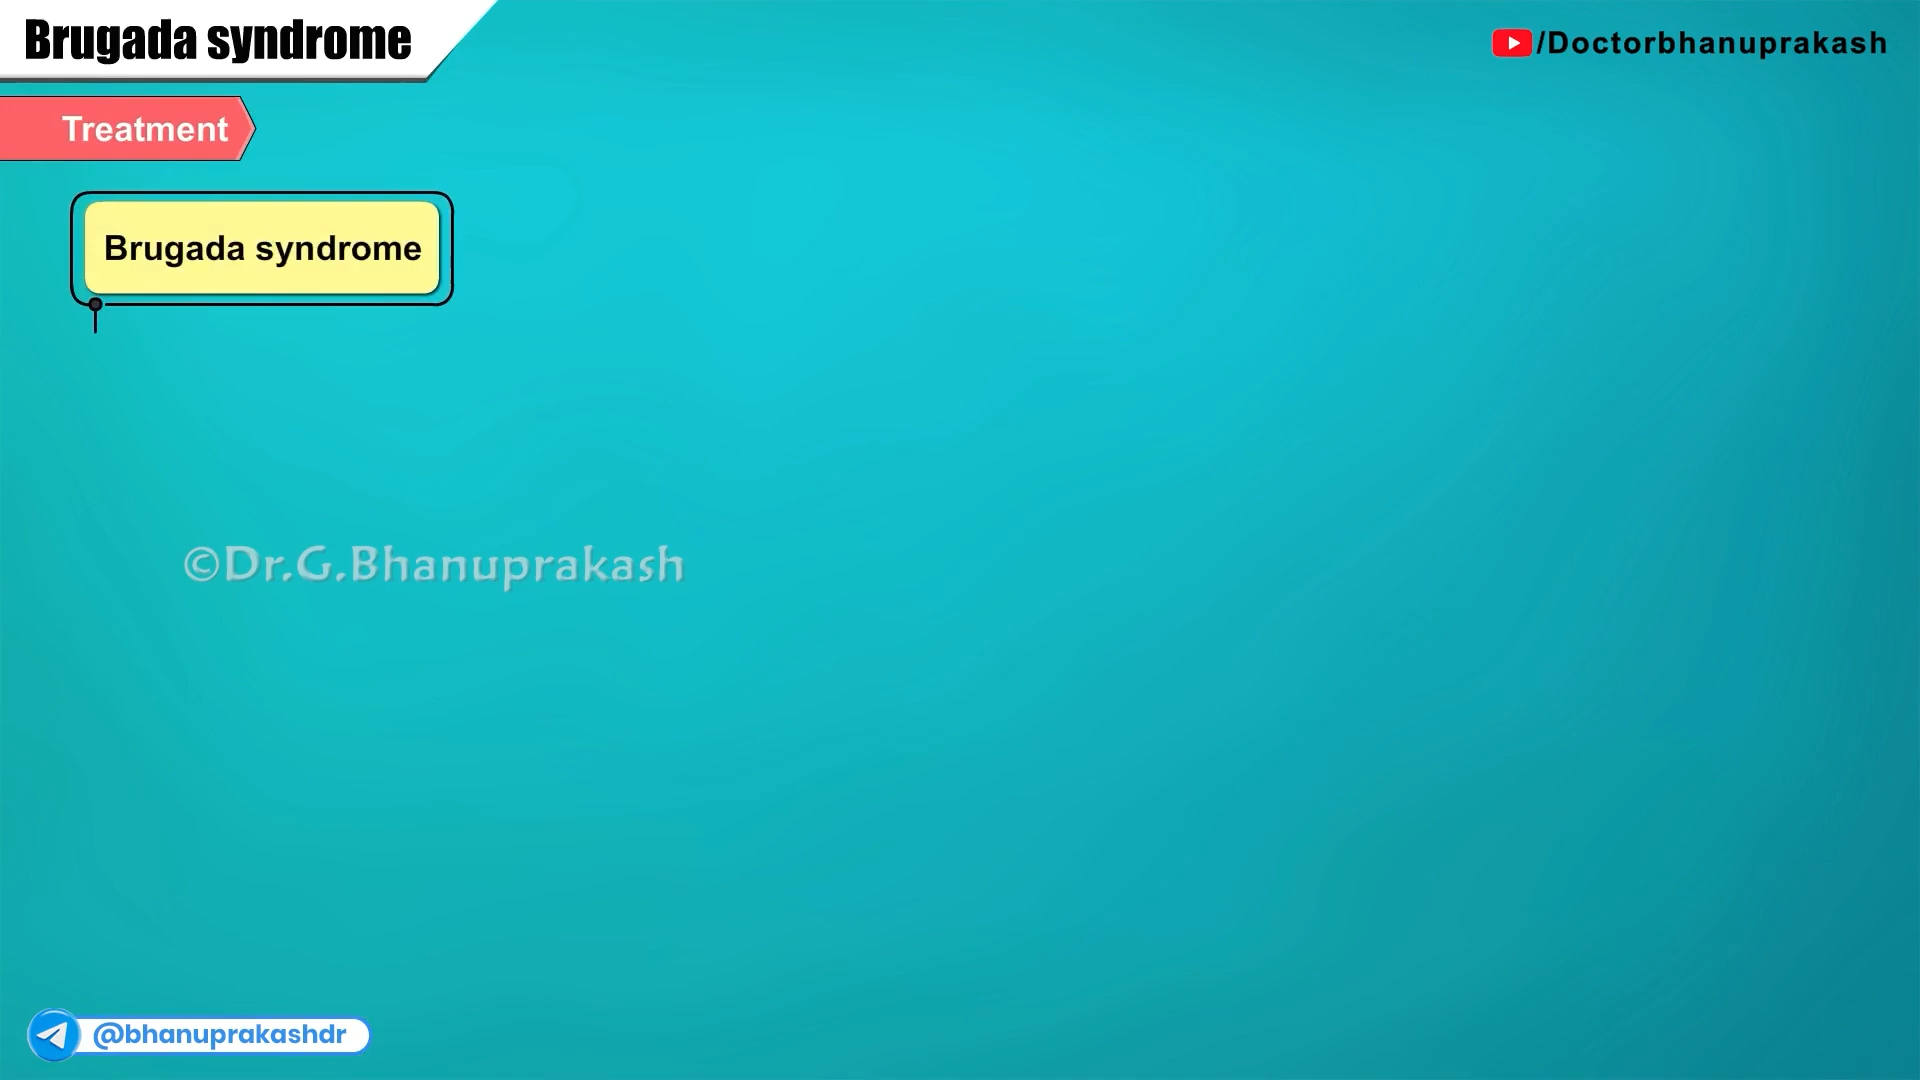 Brugada syndrome
/Doctorbhanuprakash
Treatment
Brugada syndrome
©Dr.G.Bhanuprakash
@bhanuprakashdr